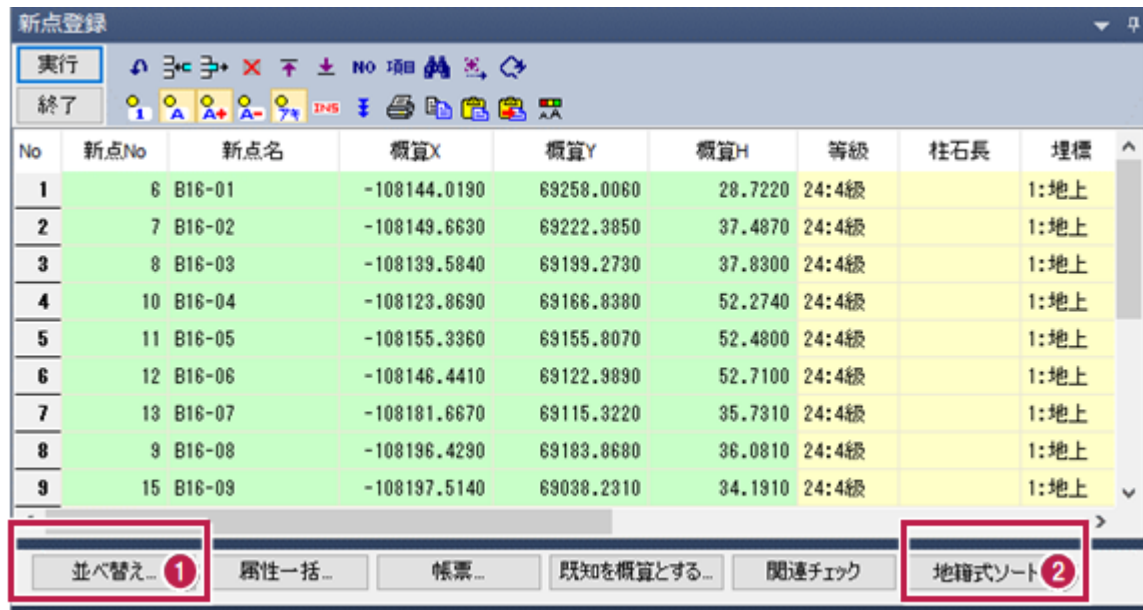 新点登録
実行 NO 項目
終了 1 A A+ A- アキ INS AA
No 新点No 新点名 概算X 概算Y 概算H 等級 柱石長 埋標
1 6 B16-01 -108144.0190 69258.0060 28.7220 24:4級 1:地上
2 7 B16-02 -108149.6630 69222.3850 37.4870 24:4級 1:地上
3 8 B16-03 -108139.5840 69199.2730 37.8300 24:4級 1:地上
4 10 B16-04 -108123.8690 69166.8380 52.2740 24:4級 1:地上
5 11 B16-05 -108155.3360 69155.8070 52.4800 24:4級 1:地上
6 12 B16-06 -108146.4410 69122.9890 52.7100 24:4級 1:地上
7 13 B16-07 -108181.6670 69115.3220 35.7310 24:4級 1:地上
8 9 B16-08 -108196.4290 69183.8680 36.0810 24:4級 1:地上
9 15 B16-09 -108197.5140 69038.2310 34.1910 24:4級 1:地上
並べ替え... 1 属性一括... 帳票... 既知を概算とする... 関連チェック 地籍式ソート 2